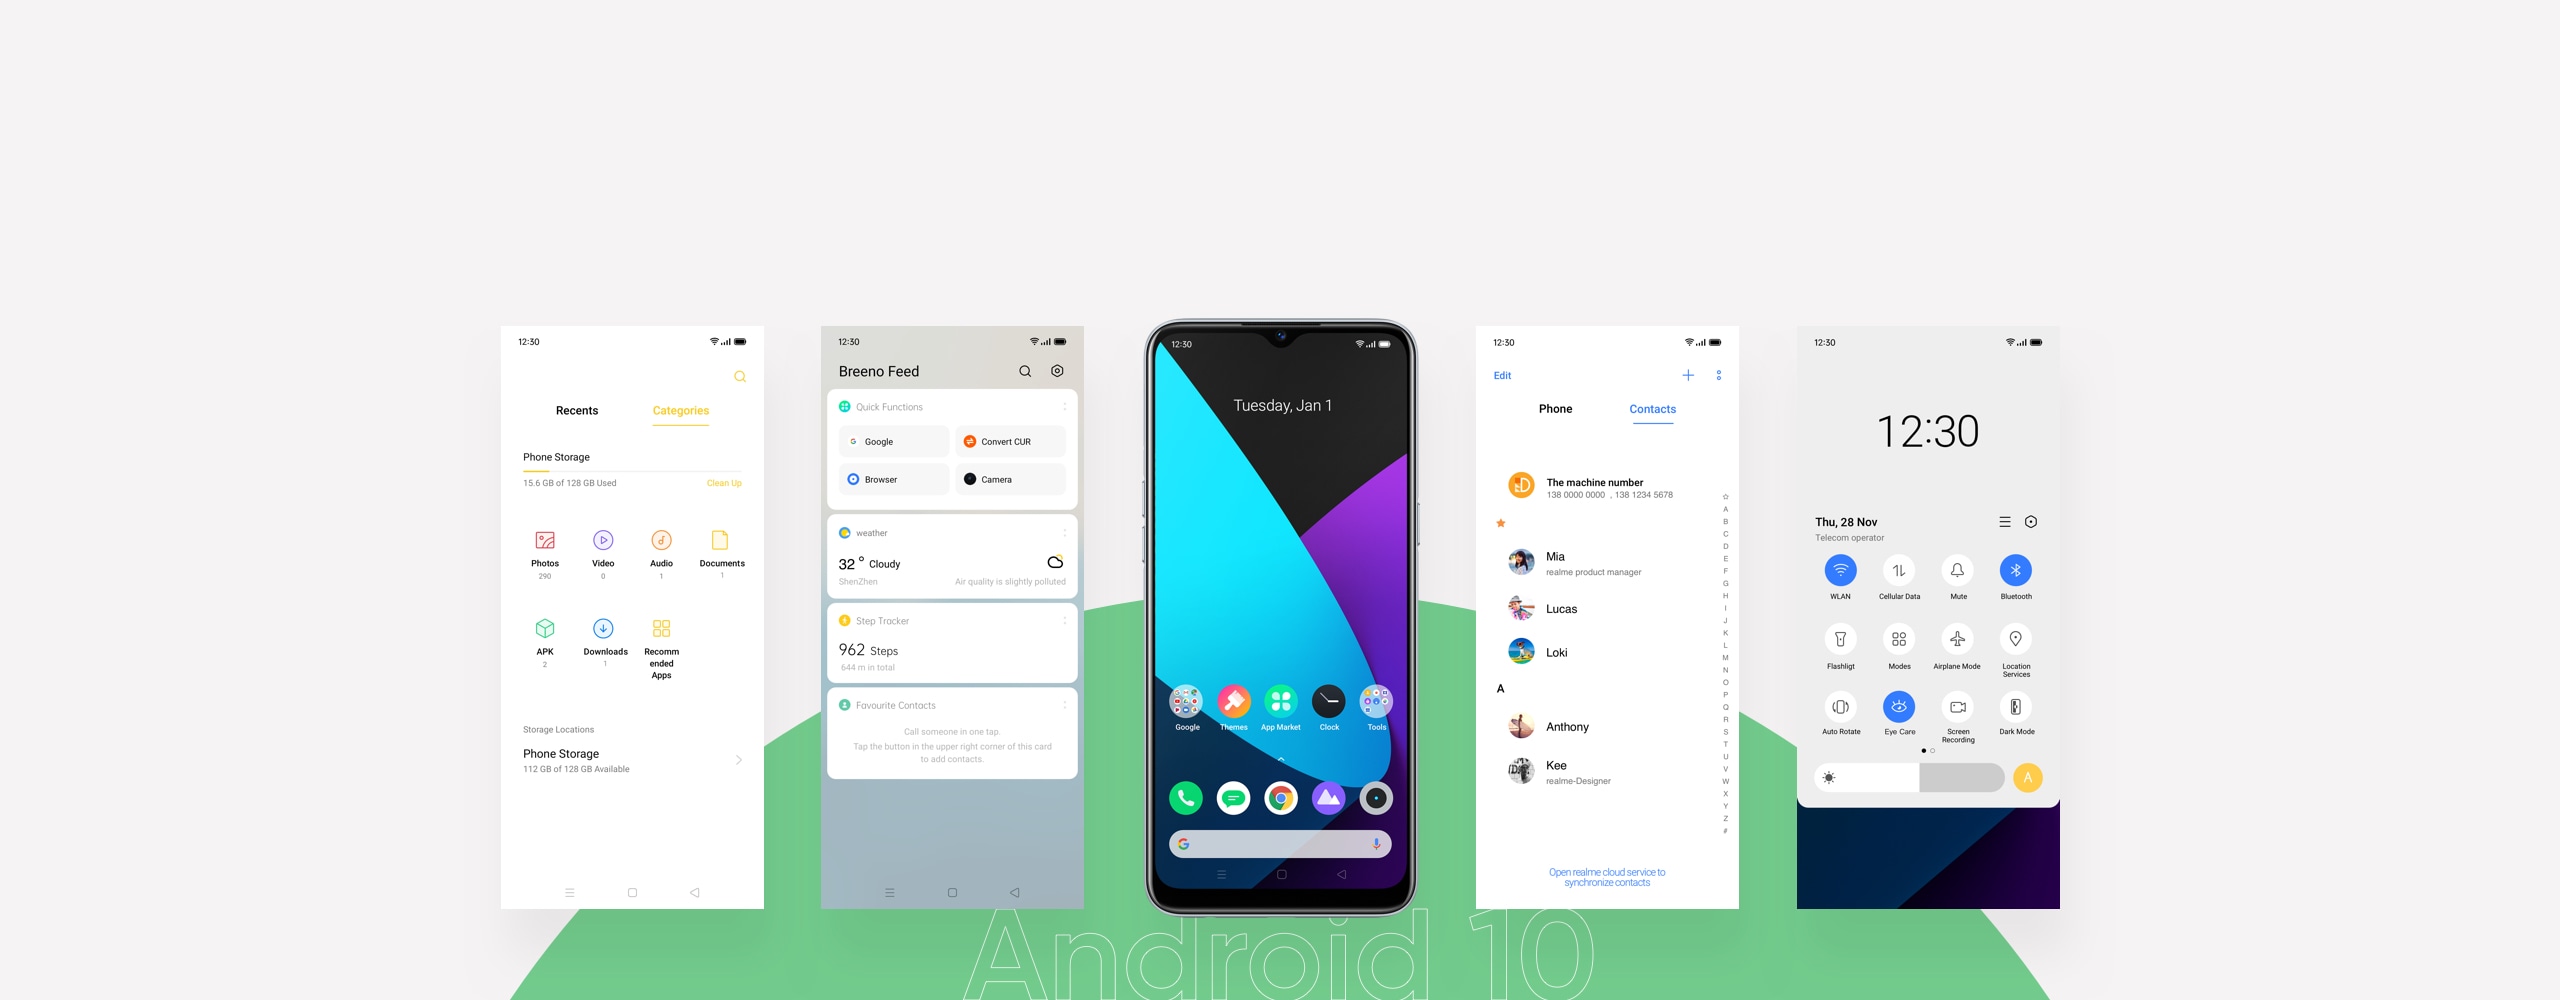 12:30
Recents
Categories
Phone Storage
15.6 GB of 128 GB Used
Clean Up
Photos
290
Video
0
Audio
1
Documents
1
APK
2
Downloads
1
Recomm
ended
Apps
Storage Locations
Phone Storage
112 GB of 128 GB Available
12:30
Breeno Feed
Quick Functions
Google
Convert CUR
Browser
Camera
weather
32° Cloudy
ShenZhen
Air quality is slightly polluted
Step Tracker
962 Steps
644 m in total
Favourite Contacts
Call someone in one tap.
Tap the button in the upper right corner of this card
to add contacts.
12:30
Tuesday, Jan 1
Google
Themes
App Market
Clock
Tools
12:30
Edit
Phone
Contacts
The machine number
138 0000 0000 , 138 1234 5678
Mia
realme product manager
Lucas
Loki
A
Anthony
Kee
realme-Designer
A
B
C
D
E
F
G
H
I
J
K
L
M
N
O
P
Q
R
S
T
U
V
W
X
Y
Z
#
Open realme cloud service to
synchronize contacts
12:30
12:30
Thu, 28 Nov
Telecom operator
WLAN
Cellular Data
Mute
Bluetooth
Flashligt
Modes
Airplane Mode
Location
Services
Auto Rotate
Eye Care
Screen
Recording
Dark Mode
A
Android 10